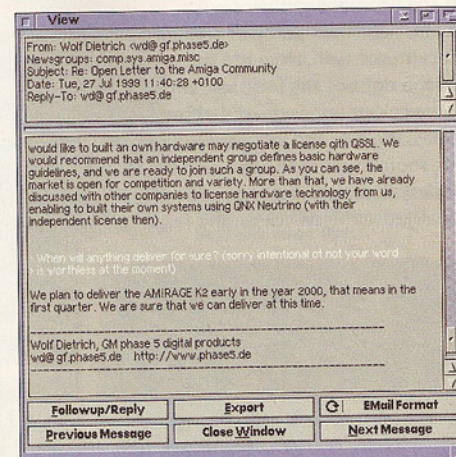 View
From: Wolf Dietrich <wd@gf.phase5.de>
Newsgroups: comp.sys.amiga.misc
Subject: Re: Open Letter to the Amiga Community
Date: Tue, 27 Jul 1999 11:40:28 +0100
Reply-To: wd@gf.phase5.de
would like to built an own hardware may negotiate a license qith QSSL. We
would recommend that an independent group defines basic hardware
guidelines, and we are ready to join such a group. As you can see, the
market is open for competition and variety. More than that, we have already
discussed with other companies to license hardware technology from us,
enabling to built their own systems using QNX Neutrino (with their
independent license then).
> When will anything deliver for sure? (sorry intentional of not your word
> is worthless at the moment)
We plan to deliver the AMIRAGE K2 early in the year 2000, that means in the
first quarter. We are sure that we can deliver at this time.
------------------------------------------------------------
Wolf Dietrich, GM phase 5 digital products
wd@gf.phase5.de http://www.phase5.de
------------------------------------------------------------
Followup/Reply Export EMail Format
Previous Message Close Window Next Message